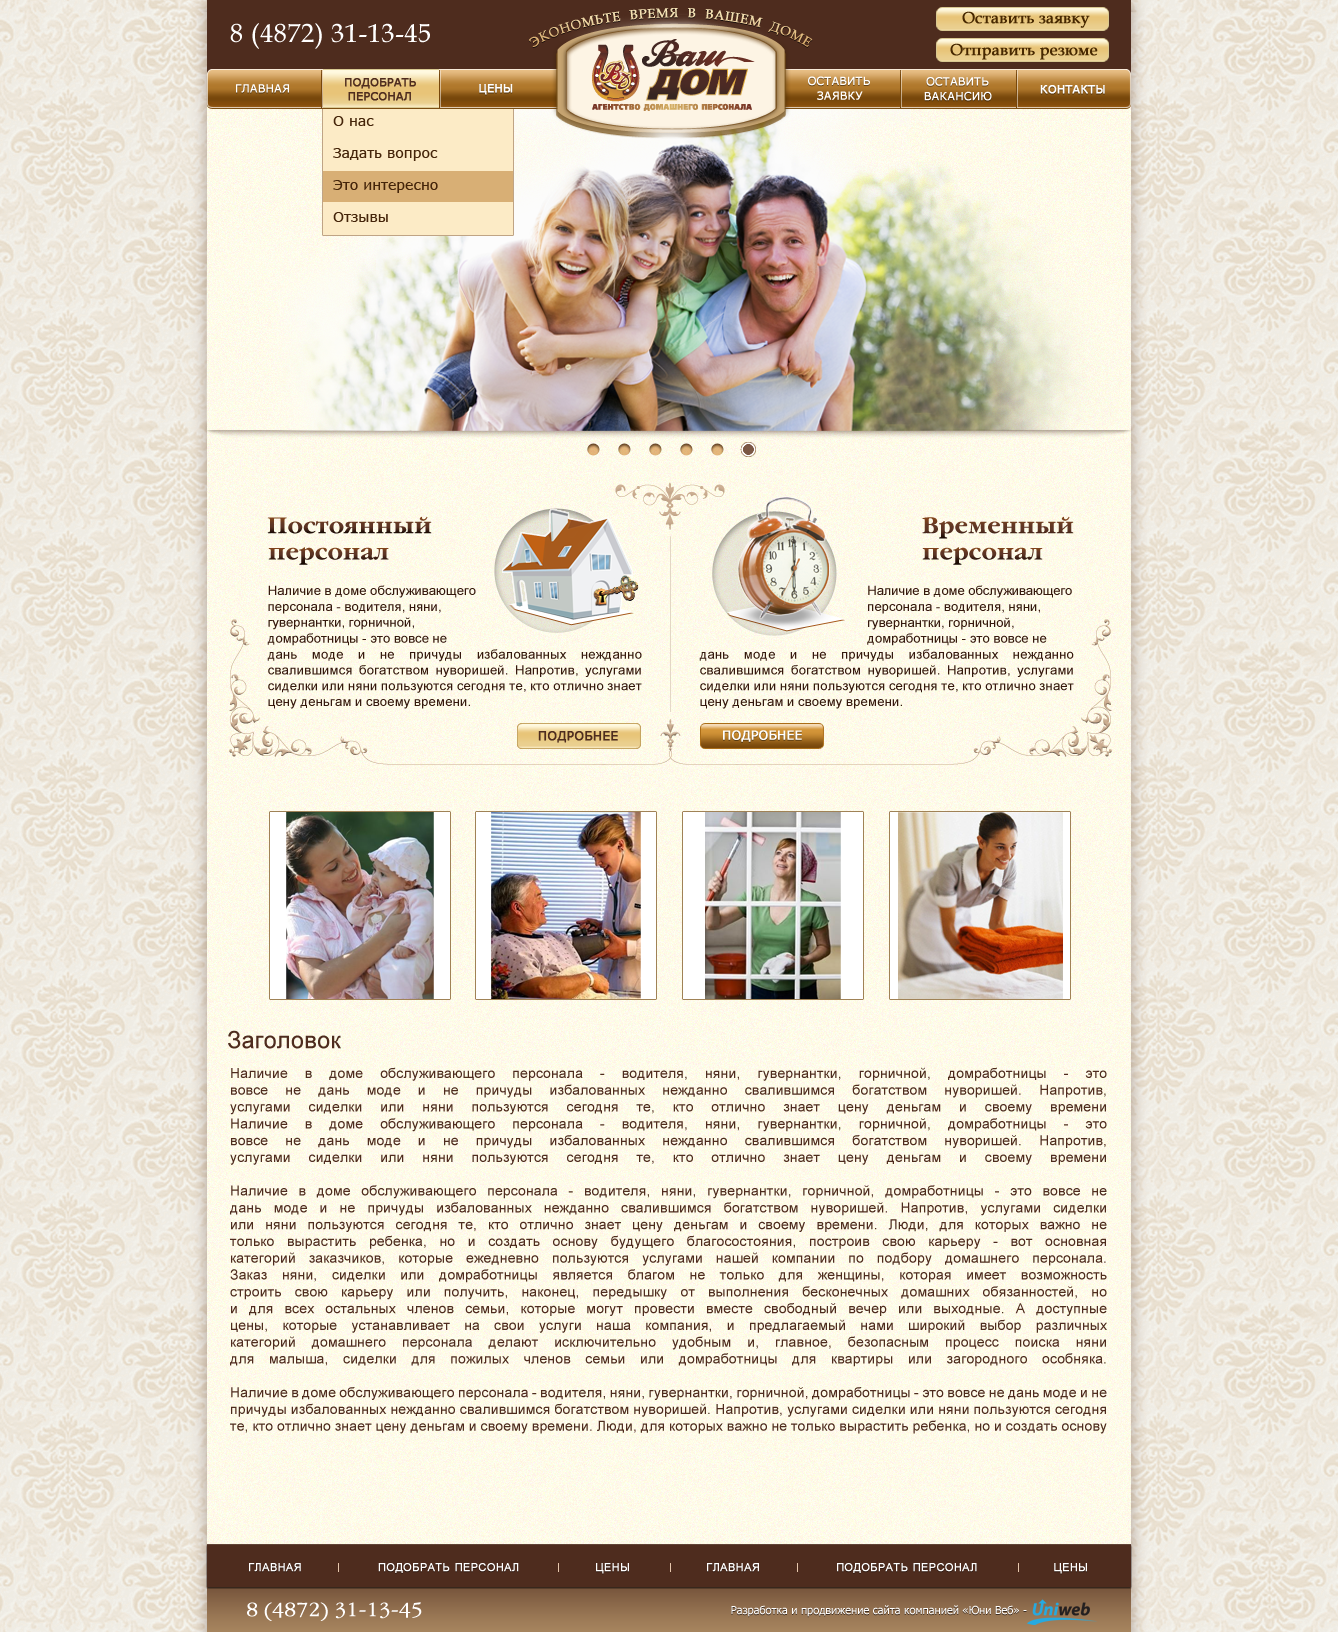 8 (4872) 31-13-45
ЭКОНОМЬТЕ ВРЕМЯ В ВАШЕМ ДОМЕ
Оставить заявку
Отправить резюме
ГЛАВНАЯ
ПОДОБРАТЬ
ПЕРСОНАЛ
ЦЕНЫ
Ваш
ДОМ
АГЕНТСТВО ДОМАШНЕГО ПЕРСОНАЛА
ОСТАВИТЬ
ЗАЯВКУ
ОСТАВИТЬ
ВАКАНСИЮ
КОНТАКТЫ
О нас
Задать вопрос
Это интересно
Отзывы
Постоянный
персонал
Наличие в доме обслуживающего
персонала - водителя, няни,
гувернантки, горничной,
домработницы - это вовсе не
дань моде и не причуды избалованных нежданно
свалившимся богатством нуворишей. Напротив, услугами
сиделки или няни пользуются сегодня те, кто отлично знает
цену деньгам и своему времени.
ПОДРОБНЕЕ
Временный
персонал
Наличие в доме обслуживающего
персонала - водителя, няни,
гувернантки, горничной,
домработницы - это вовсе не
дань моде и не причуды избалованных нежданно
свалившимся богатством нуворишей. Напротив, услугами
сиделки или няни пользуются сегодня те, кто отлично знает
цену деньгам и своему времени.
ПОДРОБНЕЕ
Заголовок
Наличие в доме обслуживающего персонала - водителя, няни, гувернантки, горничной, домработницы - это
вовсе не дань моде и не причуды избалованных нежданно свалившимся богатством нуворишей. Напротив,
услугами сиделки или няни пользуются сегодня те, кто отлично знает цену деньгам и своему времени
Наличие в доме обслуживающего персонала - водителя, няни, гувернантки, горничной, домработницы - это
вовсе не дань моде и не причуды избалованных нежданно свалившимся богатством нуворишей. Напротив,
услугами сиделки или няни пользуются сегодня те, кто отлично знает цену деньгам и своему времени
Наличие в доме обслуживающего персонала - водителя, няни, гувернантки, горничной, домработницы - это вовсе не
дань моде и не причуды избалованных нежданно свалившимся богатством нуворишей. Напротив, услугами сиделки
или няни пользуются сегодня те, кто отлично знает цену деньгам и своему времени. Люди, для которых важно не
только вырастить ребенка, но и создать основу будущего благосостояния, построив свою карьеру - вот основная
категорий заказчиков, которые ежедневно пользуются услугами нашей компании по подбору домашнего персонала.
Заказ няни, сиделки или домработницы является благом не только для женщины, которая имеет возможность
строить свою карьеру или получить, наконец, передышку от выполнения бесконечных домашних обязанностей, но
и для всех остальных членов семьи, которые могут провести вместе свободный вечер или выходные. А доступные
цены, которые устанавливает на свои услуги наша компания, и предлагаемый нами широкий выбор различных
категорий домашнего персонала делают исключительно удобным и, главное, безопасным процесс поиска няни
для малыша, сиделки для пожилых членов семьи или домработницы для квартиры или загородного особняка.
Наличие в доме обслуживающего персонала - водителя, няни, гувернантки, горничной, домработницы - это вовсе не дань моде и не
причуды избалованных нежданно свалившимся богатством нуворишей. Напротив, услугами сиделки или няни пользуются сегодня
те, кто отлично знает цену деньгам и своему времени. Люди, для которых важно не только вырастить ребенка, но и создать основу
ГЛАВНАЯ | ПОДОБРАТЬ ПЕРСОНАЛ | ЦЕНЫ | ГЛАВНАЯ | ПОДОБРАТЬ ПЕРСОНАЛ | ЦЕНЫ
8 (4872) 31-13-45
Разработка и продвижение сайта компанией «Юни Веб» - Uniweb